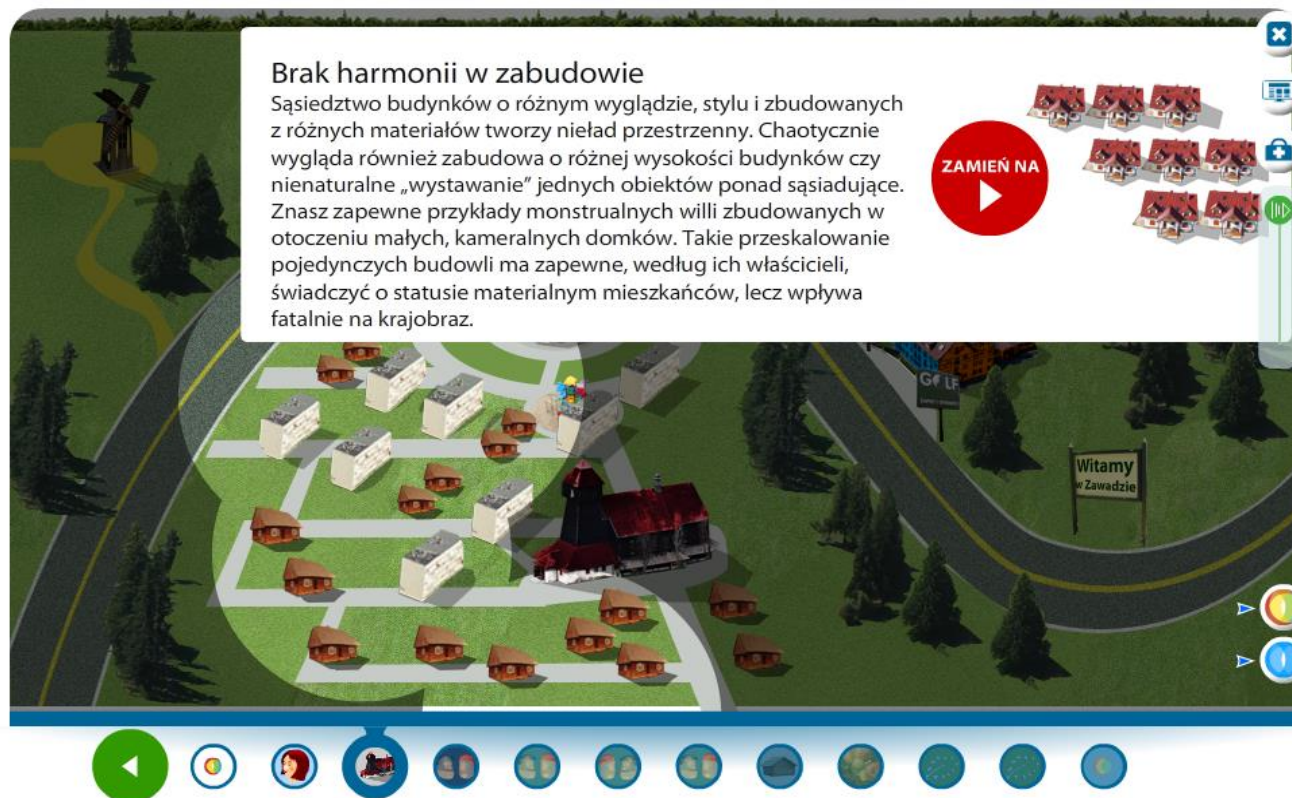 Brak harmonii w zabudowie
Sąsiedztwo budynków o różnym wyglądzie, stylu i zbudowanych
z różnych materiałów tworzy nieład przestrzenny. Chaotycznie
wygląda również zabudowa o różnej wysokości budynków czy
nienaturalne „wystawanie” jednych obiektów ponad sąsiadujące.
Znasz zapewne przykłady monstrualnych willi zbudowanych w
otoczeniu małych, kameralnych domków. Takie przeskalowanie
pojedynczych budowli ma zapewne, według ich właścicieli,
świadczyć o statusie materialnym mieszkańców, lecz wpływa
fatalnie na krajobraz.
ZAMIEŃ NA
Witamy
w Zawadzie